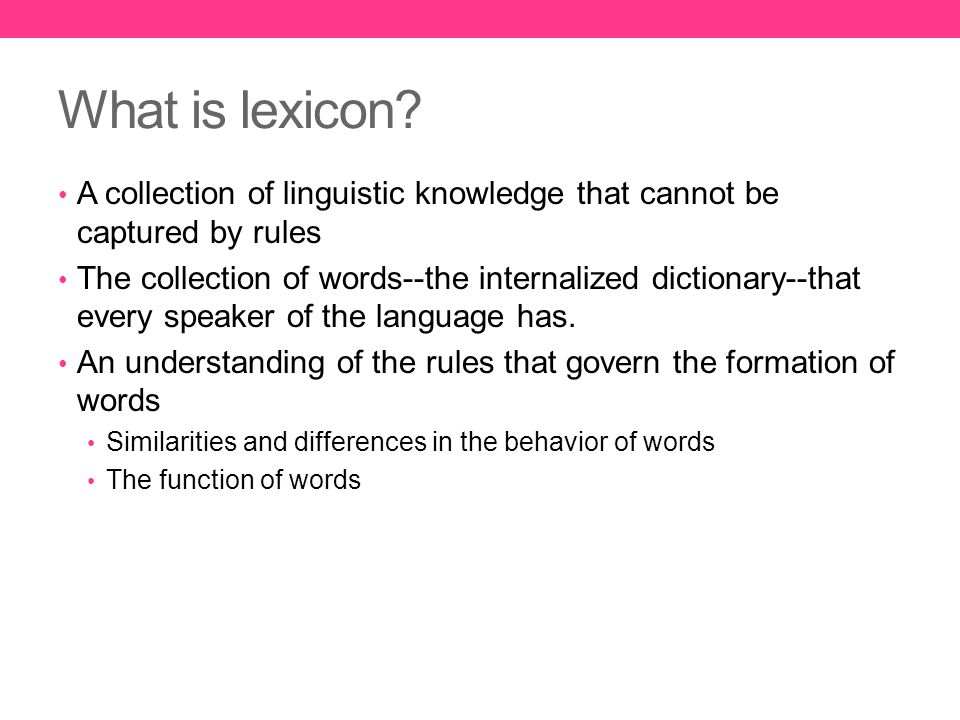 What is lexicon?
• A collection of linguistic knowledge that cannot be
captured by rules
• The collection of words--the internalized dictionary--that
every speaker of the language has.
• An understanding of the rules that govern the formation of
words
• Similarities and differences in the behavior of words
• The function of words